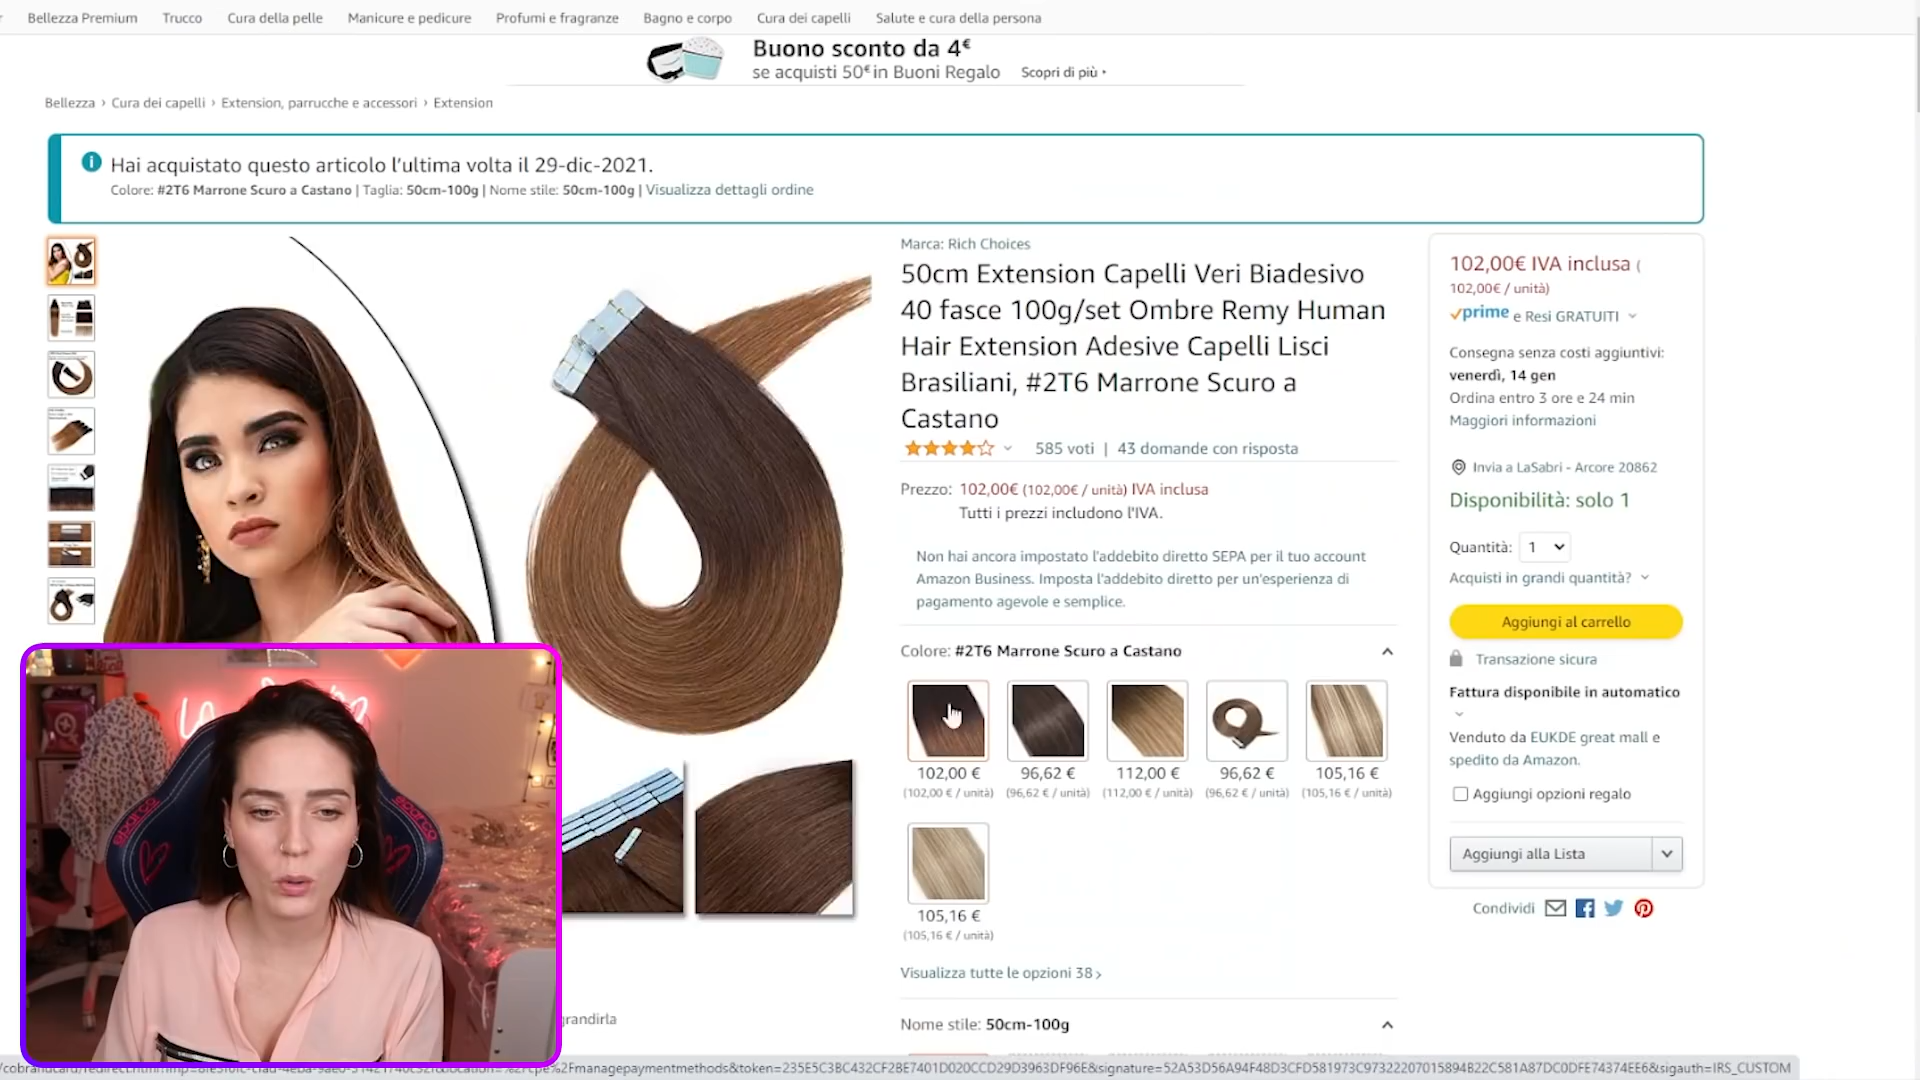 Bellezza Premium Trucco Cura della pelle Manicure e pedicure Profumi e fragranze Bagno e corpo Cura dei capelli Salute e cura della persona
Buono sconto da 4€
se acquisti 50€ in Buoni Regalo Scopri di più ›
Bellezza › Cura dei capelli › Extension, parrucche e accessori › Extension
Hai acquistato questo articolo l'ultima volta il 29-dic-2021.
Colore: #2T6 Marrone Scuro a Castano | Taglia: 50cm-100g | Nome stile: 50cm-100g | Visualizza dettagli ordine
Marca: Rich Choices
50cm Extension Capelli Veri Biadesivo
40 fasce 100g/set Ombre Remy Human
Hair Extension Adesive Capelli Lisci
Brasiliani, #2T6 Marrone Scuro a
Castano
585 voti | 43 domande con risposta
Prezzo: 102,00€ (102,00€ / unità) IVA inclusa
Tutti i prezzi includono l'IVA.
Non hai ancora impostato l'addebito diretto SEPA per il tuo account
Amazon Business. Imposta l'addebito diretto per un'esperienza di
pagamento agevole e semplice.
Colore: #2T6 Marrone Scuro a Castano
102,00 € 96,62 € 112,00 € 96,62 € 105,16 €
(102,00 € / unità) (96,62 € / unità) (112,00 € / unità) (96,62 € / unità) (105,16 € / unità)
105,16 €
(105,16 € / unità)
Visualizza tutte le opzioni 38 ›
Nome stile: 50cm-100g
102,00€ IVA inclusa (
102,00€ / unità)
prime e Resi GRATUITI
Consegna senza costi aggiuntivi:
venerdì, 14 gen
Ordina entro 3 ore e 24 min
Maggiori informazioni
Invia a LaSabri - Arcore 20862
Disponibilità: solo 1
Quantità: 1
Acquisti in grandi quantità?
Aggiungi al carrello
Transazione sicura
Fattura disponibile in automatico
Venduto da EUKDE great mall e
spedito da Amazon.
Aggiungi opzioni regalo
Aggiungi alla Lista
Condividi
grandirla
sparco
sparco